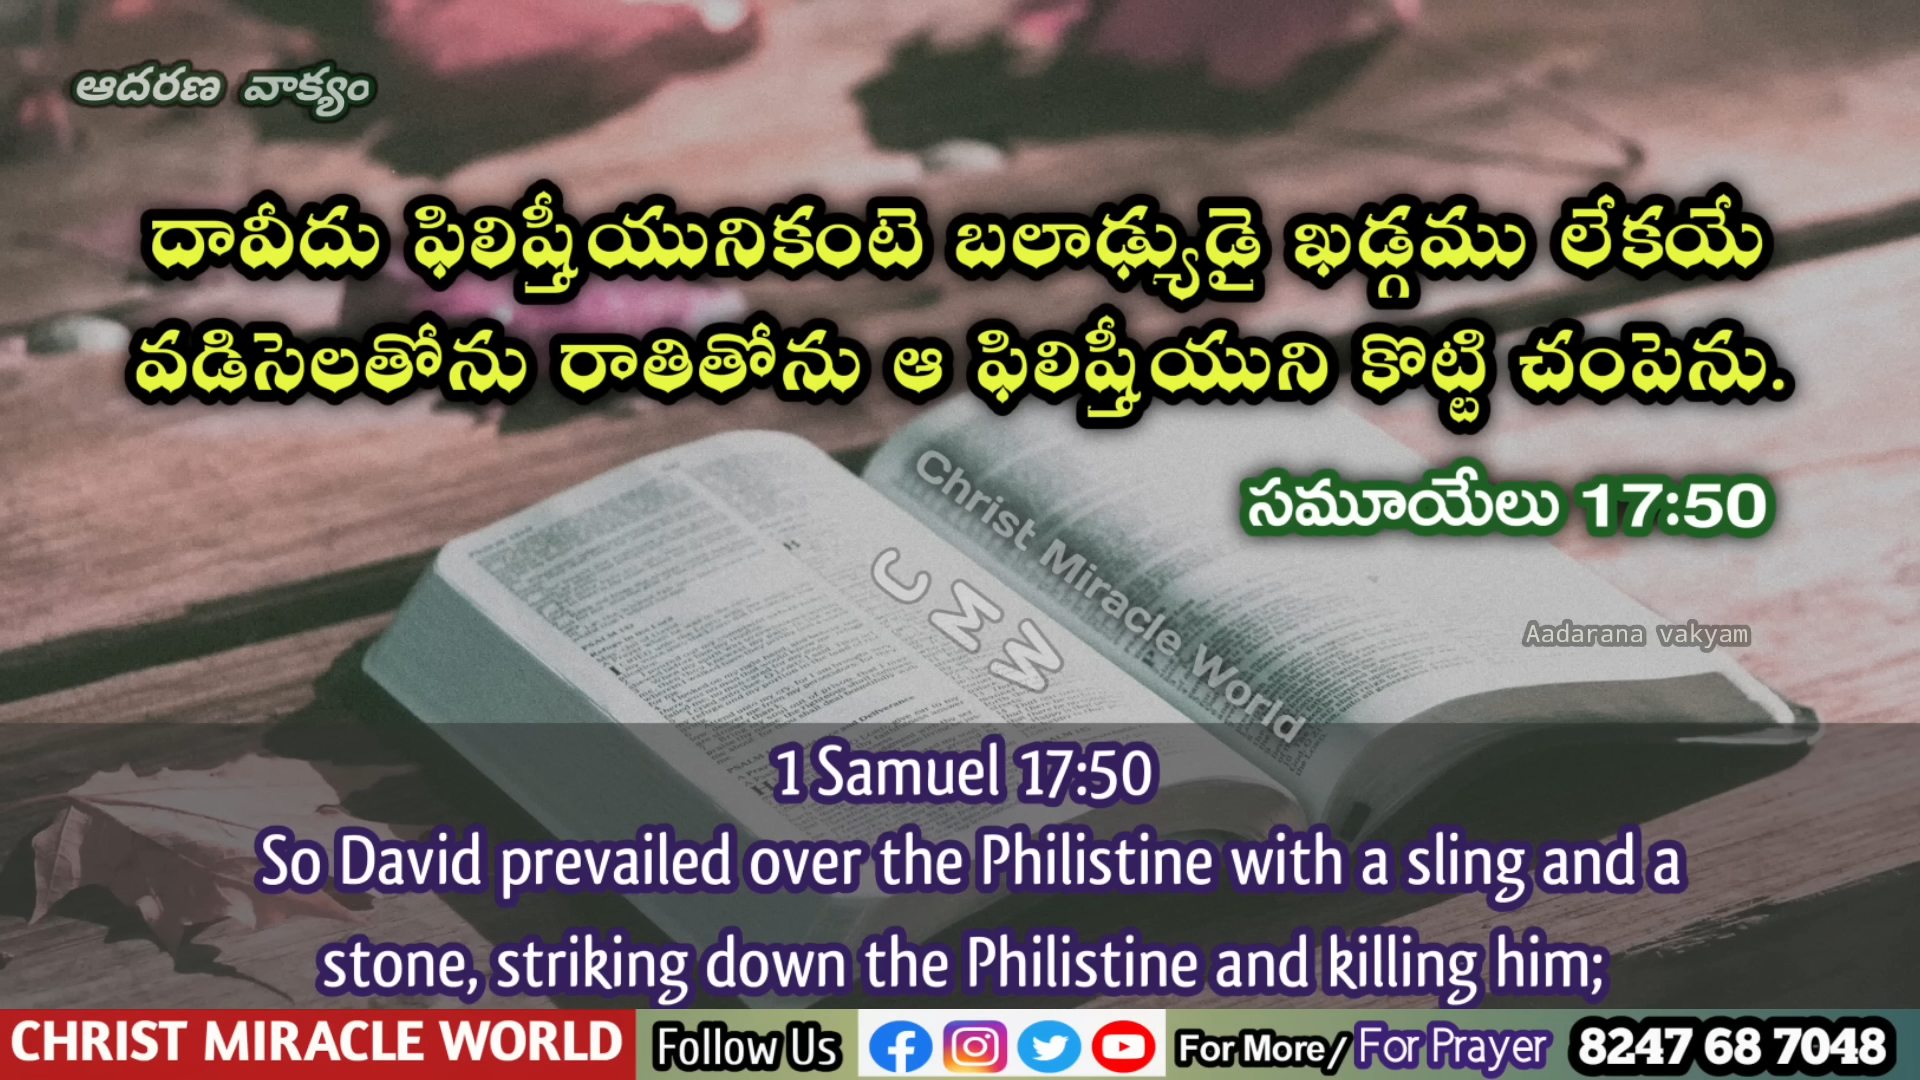 ఆదరణ వాక్యం
దావీదు ఫిలిష్తీయునికంటె బలాఢ్యుడై ఖడ్గము లేకయే
వడిసెలతోను రాతితోను ఆ ఫిలిష్తీయుని కొట్టి చంపెను.
సమూయేలు 17:50
Christ Miracle World
CMW
Aadarana vakyam
1 Samuel 17:50
So David prevailed over the Philistine with a sling and a
stone, striking down the Philistine and killing him;
CHRIST MIRACLE WORLD Follow Us For More/ For Prayer 8247 68 7048